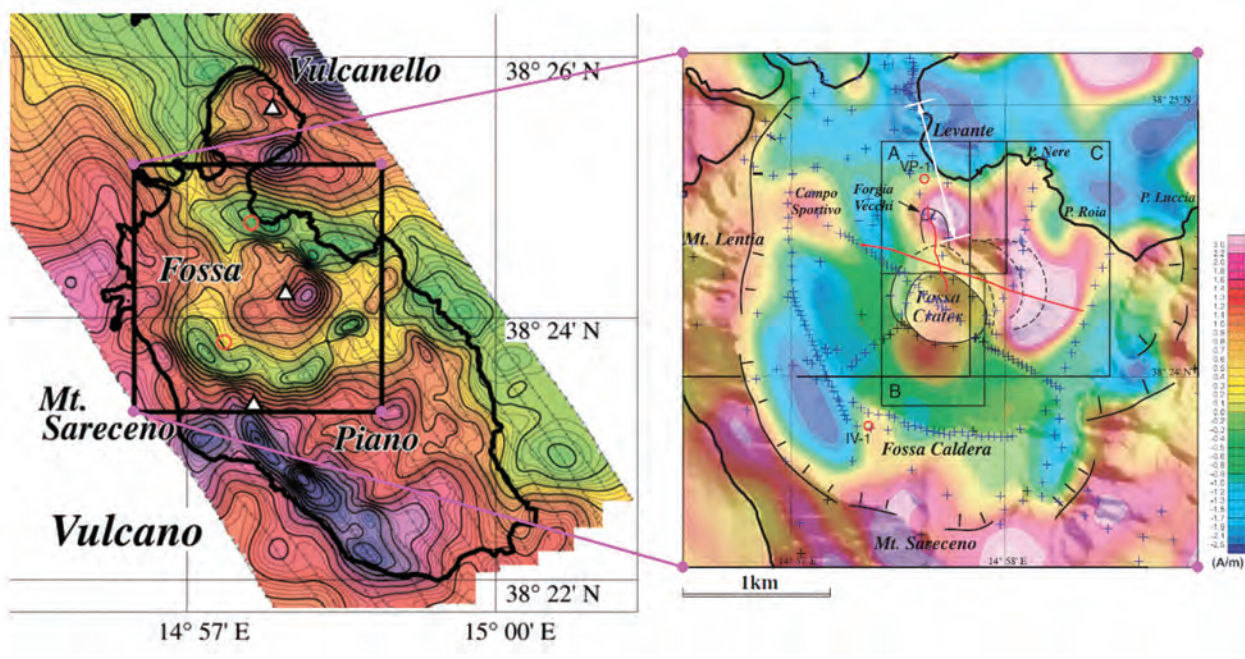 Vulcanello
38° 26' N
Fossa
38° 24' N
Mt.
Sareceno
Piano
Vulcano
38° 22' N
14° 57' E
15° 00' E
38° 25' N
Levante
A
C
VP-1
P. Nere
Campo
Sportivo
Forgia
Vecchi
P. Luccia
P. Roia
Mt. Lentia
Fossa
Crater
38° 24' N
B
IV-1
Fossa Caldera
Mt. Sareceno
14° 57' E
14° 58' E
1km
(A/m)